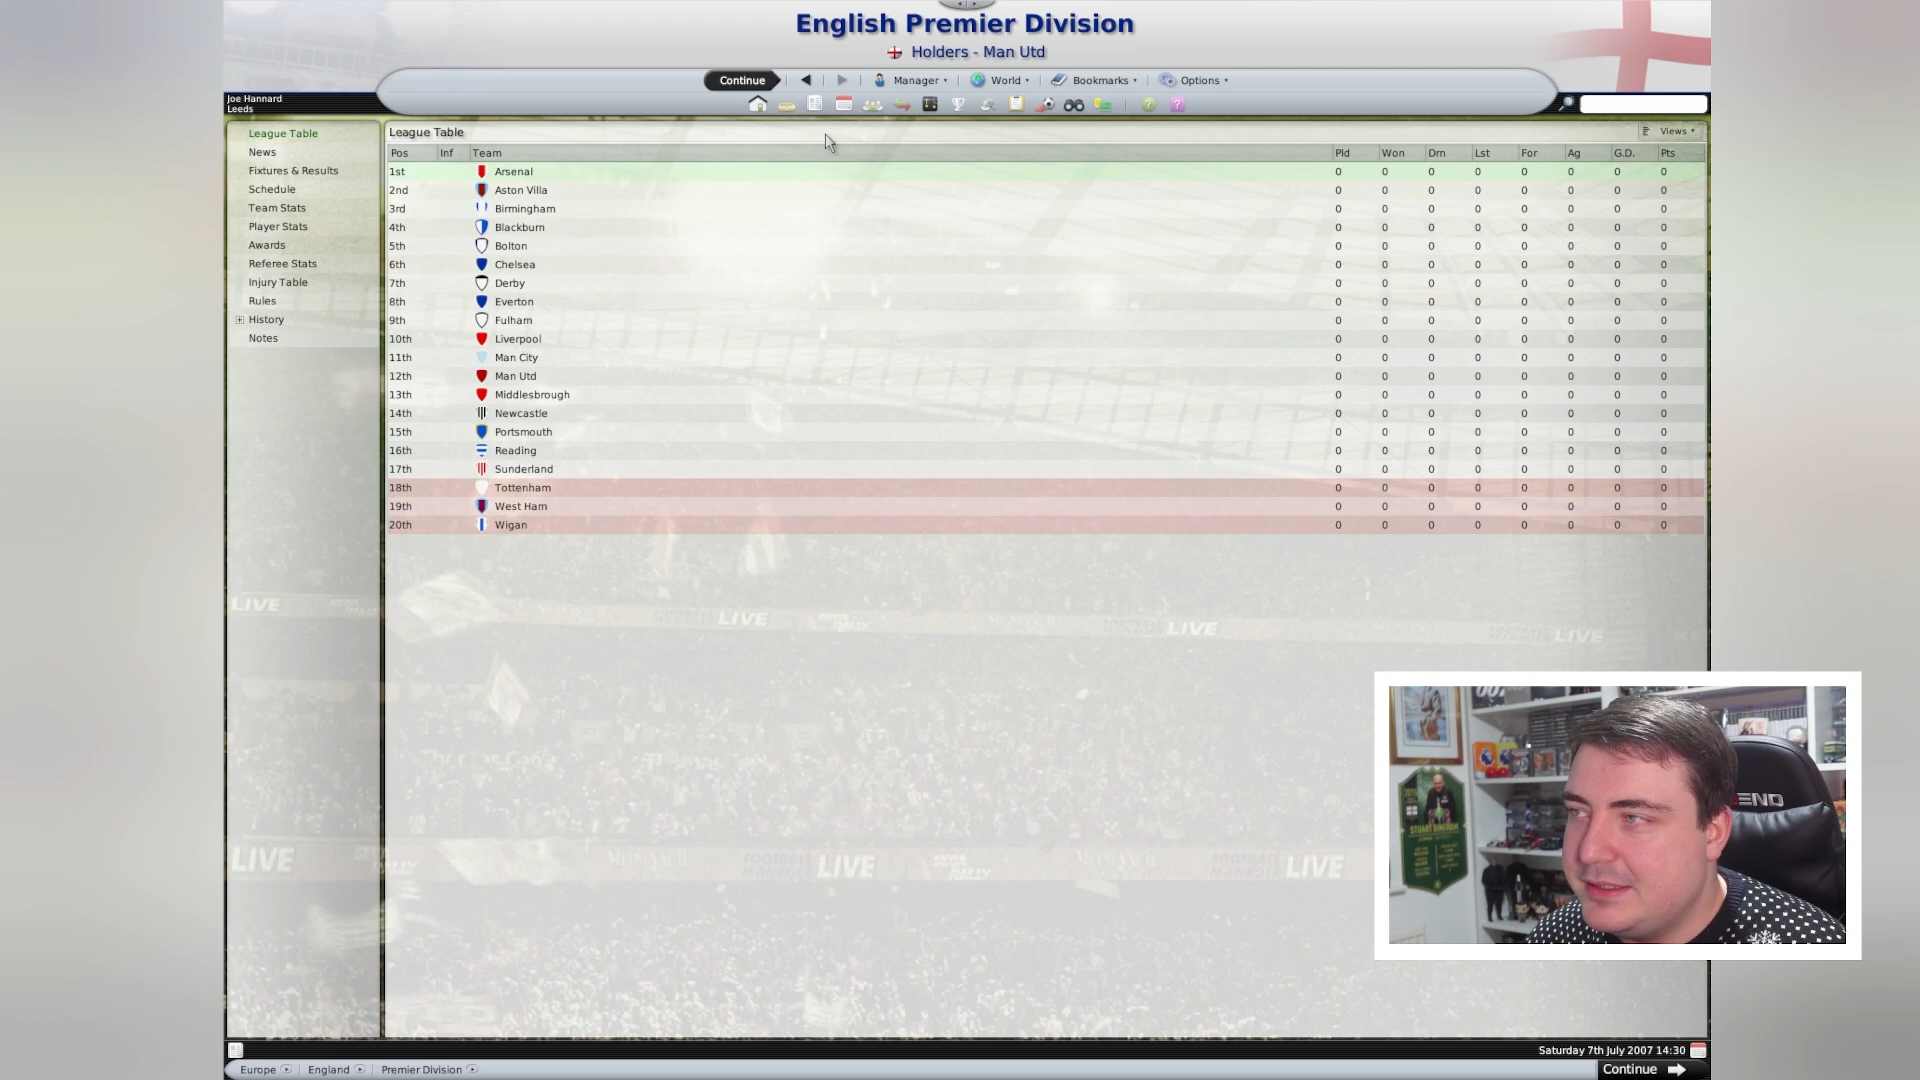 English Premier Division
Holders - Man Utd
Continue Manager World Bookmarks Options
Joe Hannard
Leeds
League Table
News
Fixtures & Results
Schedule
Team Stats
Player Stats
Awards
Referee Stats
Injury Table
Rules
History
Notes
League Table Views
Pos Inf Team Pld Won Drn Lst For Ag G.D. Pts
1st Arsenal 0 0 0 0 0 0 0 0
2nd Aston Villa 0 0 0 0 0 0 0 0
3rd Birmingham 0 0 0 0 0 0 0 0
4th Blackburn 0 0 0 0 0 0 0 0
5th Bolton 0 0 0 0 0 0 0 0
6th Chelsea 0 0 0 0 0 0 0 0
7th Derby 0 0 0 0 0 0 0 0
8th Everton 0 0 0 0 0 0 0 0
9th Fulham 0 0 0 0 0 0 0 0
10th Liverpool 0 0 0 0 0 0 0 0
11th Man City 0 0 0 0 0 0 0 0
12th Man Utd 0 0 0 0 0 0 0 0
13th Middlesbrough 0 0 0 0 0 0 0 0
14th Newcastle 0 0 0 0 0 0 0 0
15th Portsmouth 0 0 0 0 0 0 0 0
16th Reading 0 0 0 0 0 0 0 0
17th Sunderland 0 0 0 0 0 0 0 0
18th Tottenham 0 0 0 0 0 0 0 0
19th West Ham 0 0 0 0 0 0 0 0
20th Wigan 0 0 0 0 0 0 0 0
LIVE LIVE LIVE LIVE
LIVE LIVE LIVE
007
END
STUART BINGHAM
Saturday 7th July 2007 14:30
Europe England Premier Division Continue